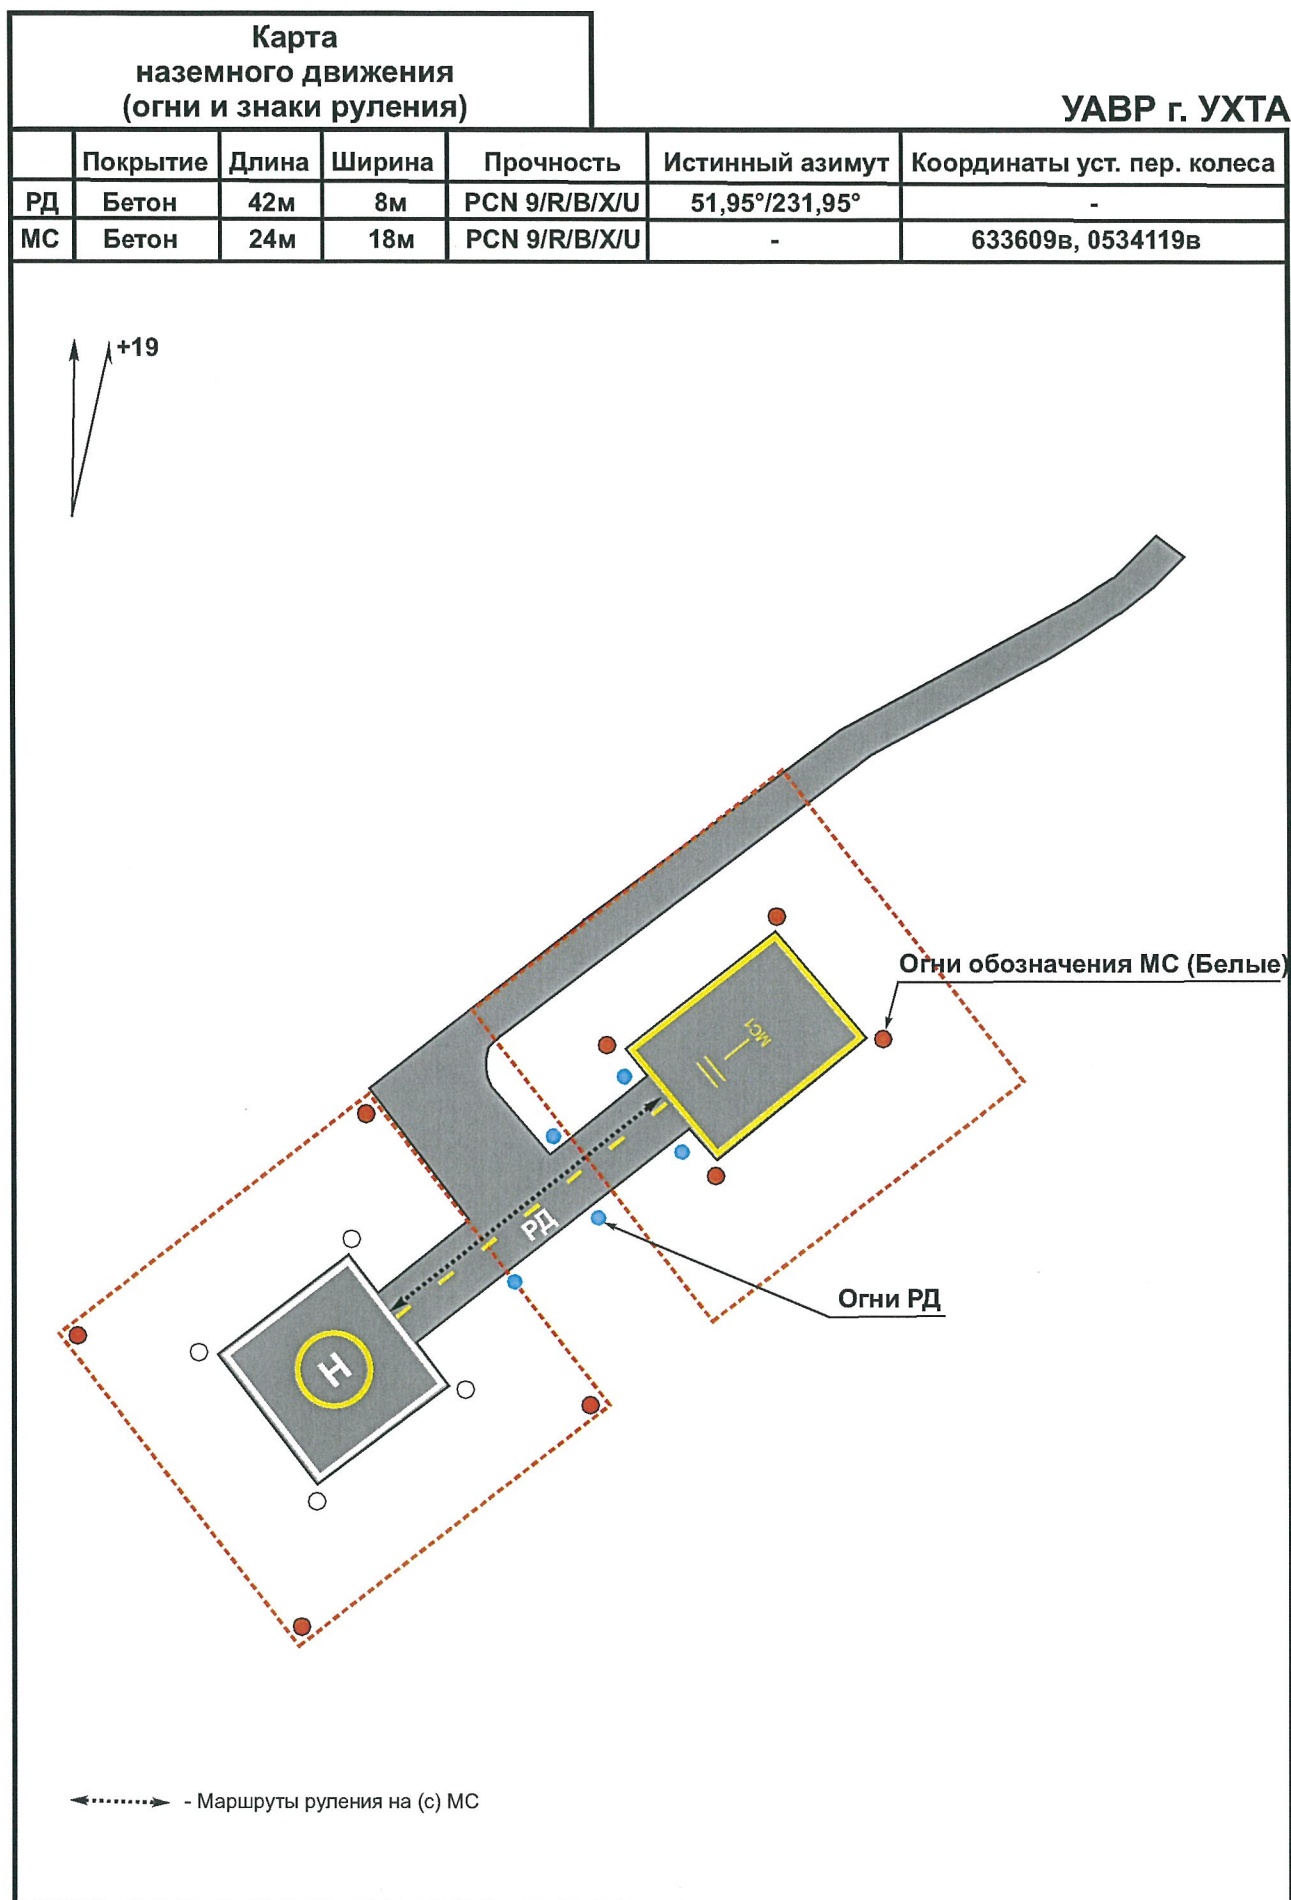 Карта
наземного движения
(огни и знаки руления)
УАВР г. УХТА
Покрытие Длина Ширина Прочность Истинный азимут Координаты уст. пер. колеса
РД Бетон 42м 8м PCN 9/R/B/X/U 51,95°/231,95° -
МС Бетон 24м 18м PCN 9/R/B/X/U - 633609в, 0534119в
+19
Огни обозначения МС (Белые)
МС1
РД
Огни РД
Н
- Маршруты руления на (с) МС